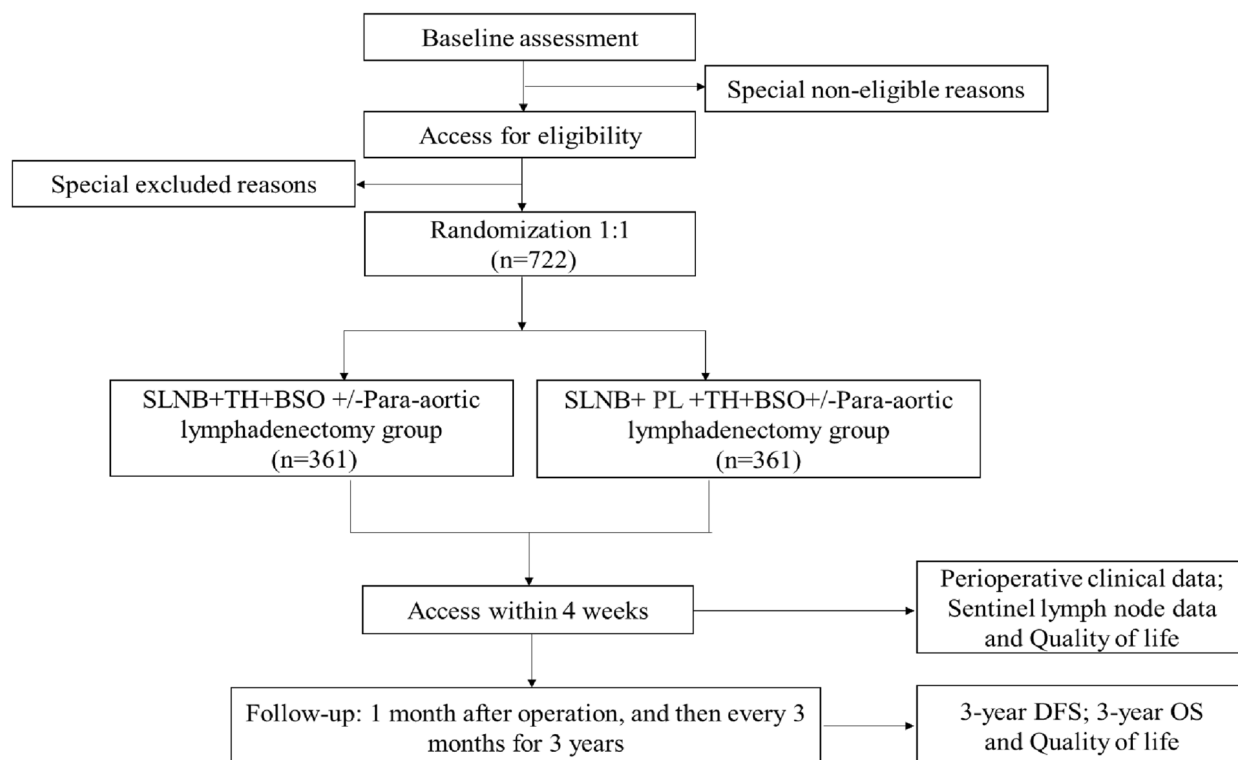 Baseline assessment
Special non-eligible reasons
Access for eligibility
Special excluded reasons
Randomization 1:1
(n=722)
SLNB+TH+BSO +/-Para-aortic
lymphadenectomy group
(n=361)
SLNB+ PL +TH+BSO+/-Para-aortic
lymphadenectomy group
(n=361)
Access within 4 weeks
Perioperative clinical data;
Sentinel lymph node data
and Quality of life
Follow-up: 1 month after operation, and then every 3
months for 3 years
3-year DFS; 3-year OS
and Quality of life